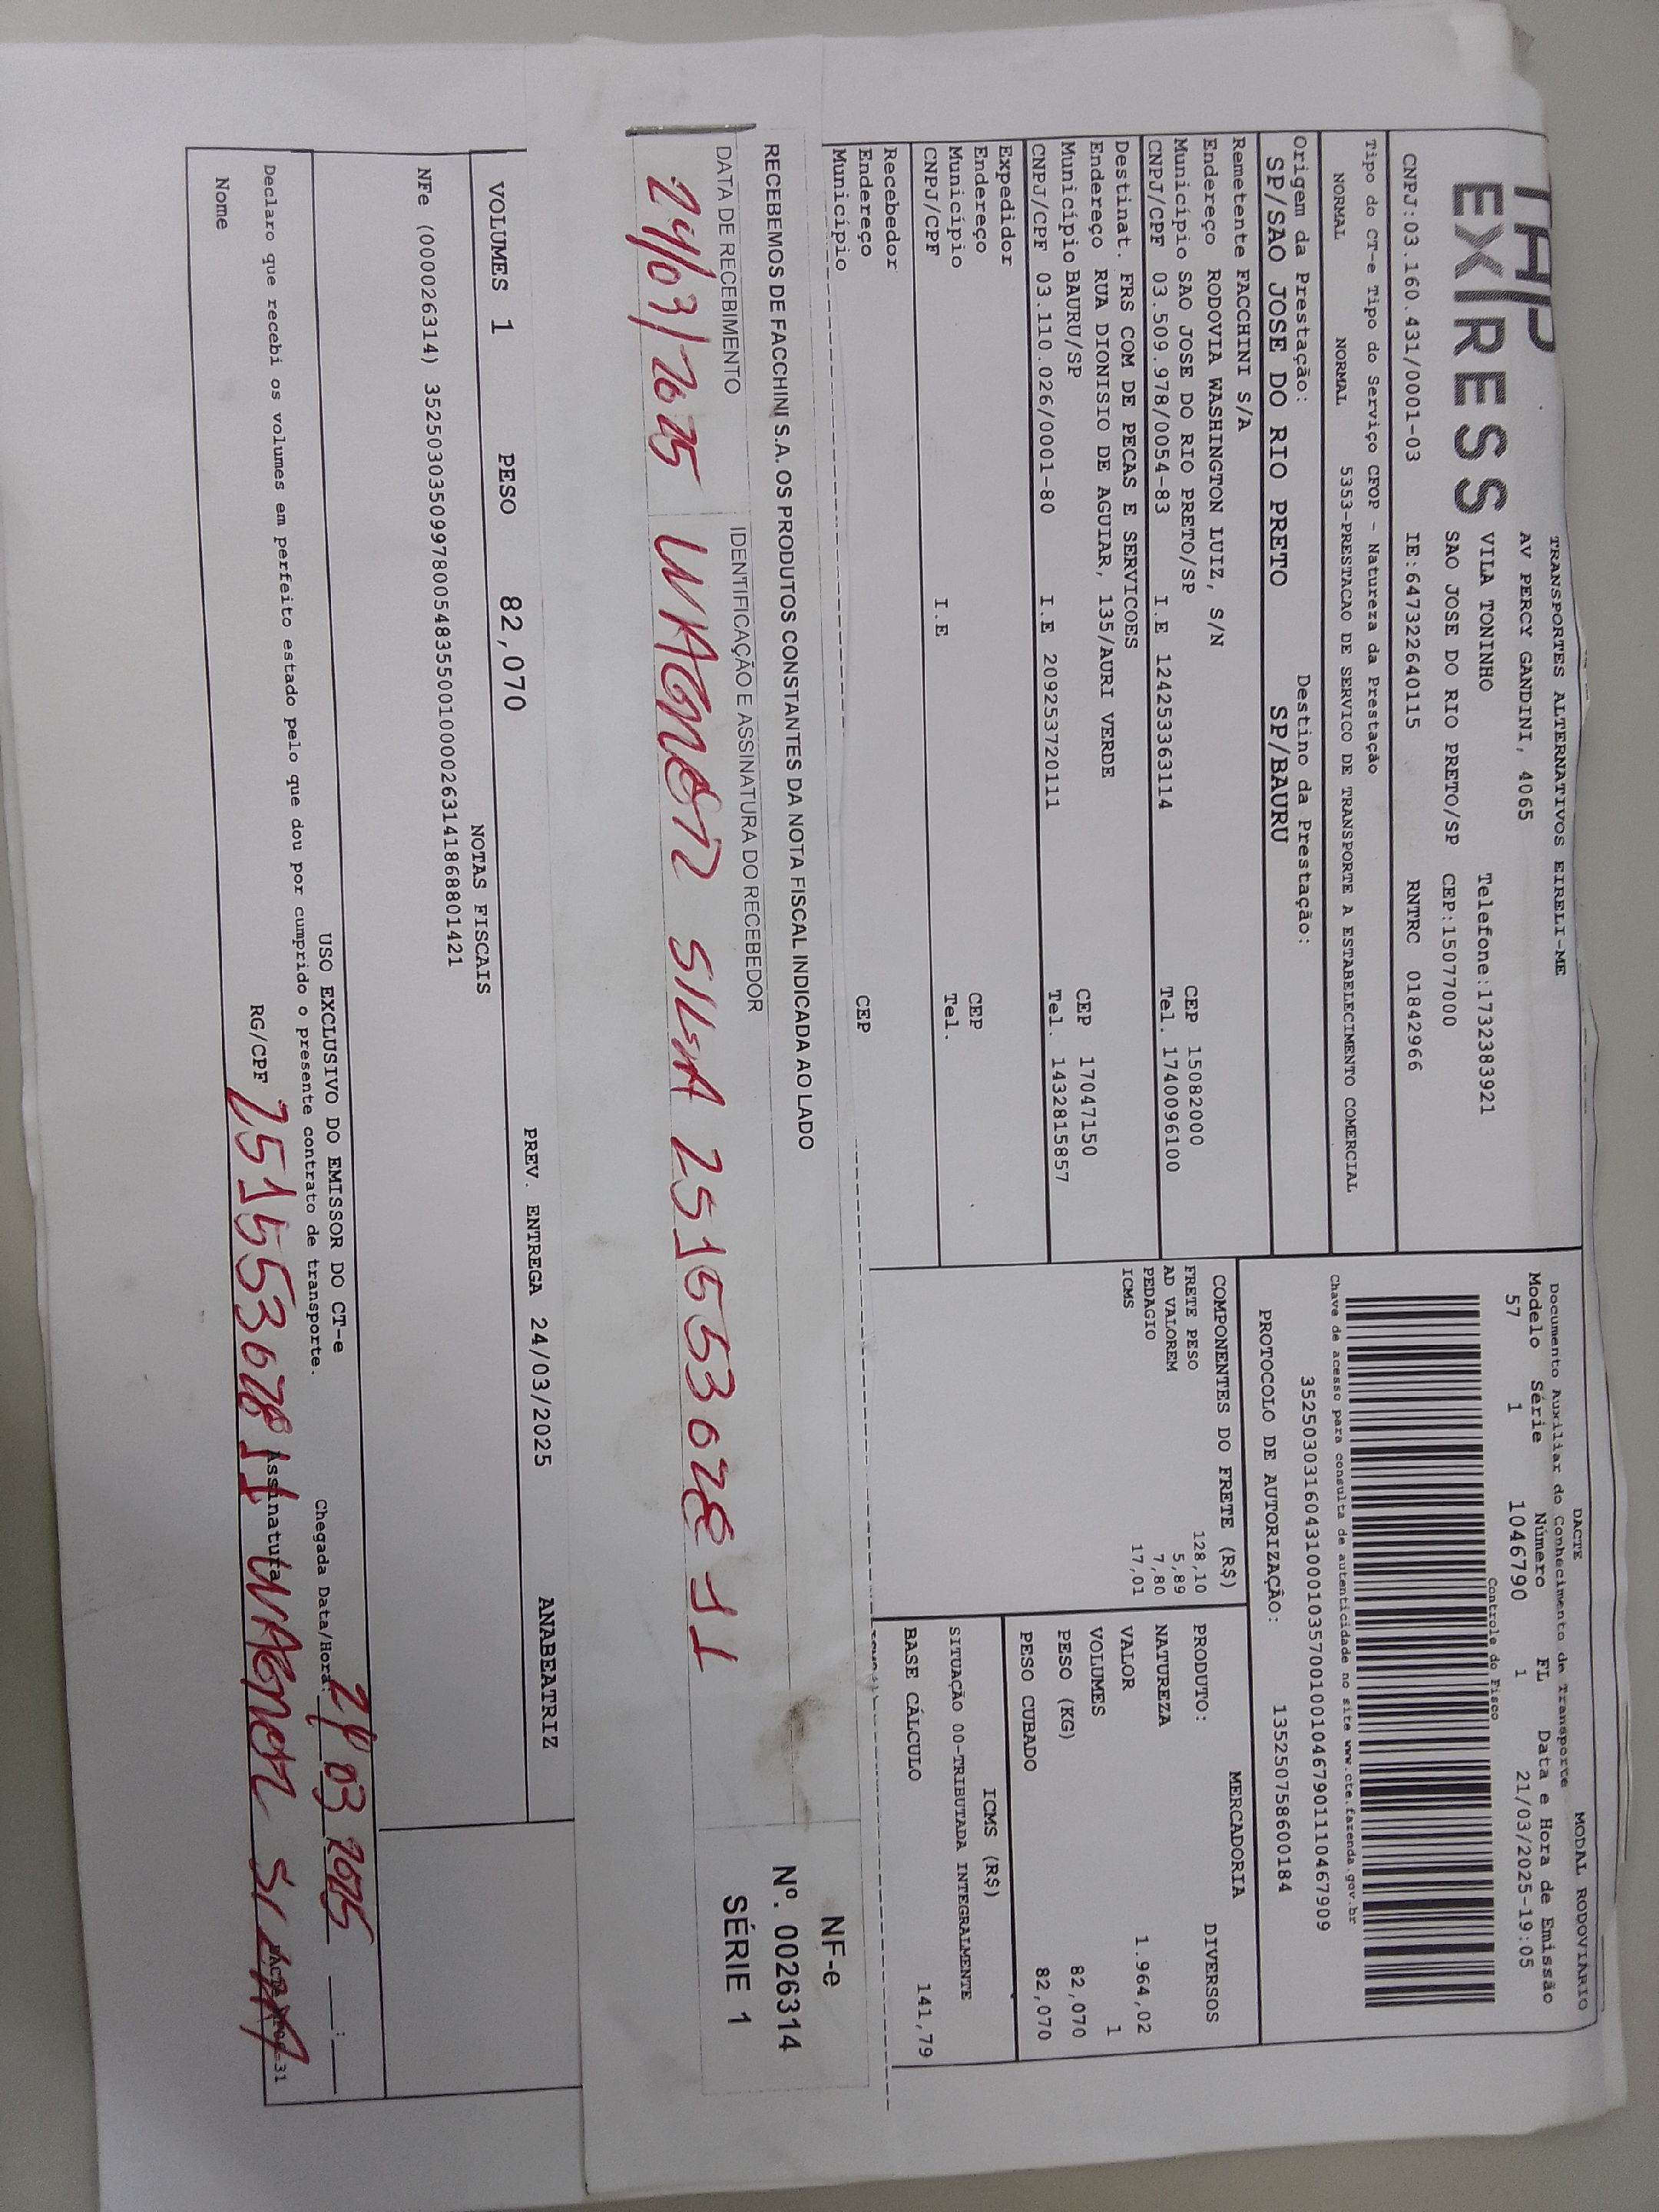 TAP
EXPRESS
TRANSPORTES ALTERNATIVOS EIRELI-ME
AV PERCY GANDINI, 4065
VILA TONINHO Telefone:1732383921
SAO JOSE DO RIO PRETO/SP CEP:15077000
CNPJ:03.160.431/0001-03 IE:647322640115 RNTRC 01842966
Tipo do CT-e Tipo do Serviço CFOP - Natureza da Prestação
NORMAL NORMAL 5353-PRESTACAO DE SERVICO DE TRANSPORTE A ESTABELECIMENTO COMERCIAL
Origem da Prestação: Destino da Prestação:
SP/SAO JOSE DO RIO PRETO SP/BAURU
Remetente FACCHINI S/A
Endereço RODOVIA WASHINGTON LUIZ, S/N CEP 15082000
Município SAO JOSE DO RIO PRETO/SP Tel. 1740096100
CNPJ/CPF 03.509.978/0054-83 I.E 124253363114
Destinat. FRS COM DE PECAS E SERVICOES
Endereço RUA DIONISIO DE AGUIAR, 135/AURI VERDE CEP 17047150
Município BAURU/SP Tel. 1432815857
CNPJ/CPF 03.110.026/0001-80 I.E 209253720111
Expedidor
Endereço CEP
Município Tel.
CNPJ/CPF I.E
Recebedor
Endereço CEP
Município
DACTE MODAL RODOVIARIO
Documento Auxiliar do Conhecimento de Transporte
Modelo Série Número FL Data e Hora de Emissão
57 1 1046790 1 21/03/2025-19:05
Controle do Fisco
Chave de acesso para consulta de autenticidade no site www.cte.fazenda.gov.br
35250303160431000103570010010467901110467909
PROTOCOLO DE AUTORIZAÇÃO: 135250758600184
COMPONENTES DO FRETE (R$)
FRETE PESO 128,10
AD VALOREM 5,89
PEDAGIO 7,80
ICMS 17,01
MERCADORIA
PRODUTO: DIVERSOS
NATUREZA
VALOR 1.964,02
VOLUMES 1
PESO (KG) 82,070
PESO CUBADO 82,070
ICMS (R$)
SITUAÇÃO 00-TRIBUTADA INTEGRALMENTE
BASE CÁLCULO 141,79
RECEBEMOS DE FACCHINI S.A. OS PRODUTOS CONSTANTES DA NOTA FISCAL INDICADA AO LADO
DATA DE RECEBIMENTO IDENTIFICAÇÃO E ASSINATURA DO RECEBEDOR
24/03/2025 WAGNER SILVA 251553028 11
NF-e
Nº. 0026314
SÉRIE 1
VOLUMES 1 PESO 82,070 PREV. ENTREGA 24/03/2025 ANABEATRIZ
NOTAS FISCAIS
NFe (000026314) 35250303509978005483550010000263141868801421
USO EXCLUSIVO DO EMISSOR DO CT-e
Declaro que recebi os volumes em perfeito estado pelo que dou por cumprido o presente contrato de transporte.
Chegada Data/Hora: 24 03 2025 __:__
Nome RG/CPF Assinatura WAGNER SILVA